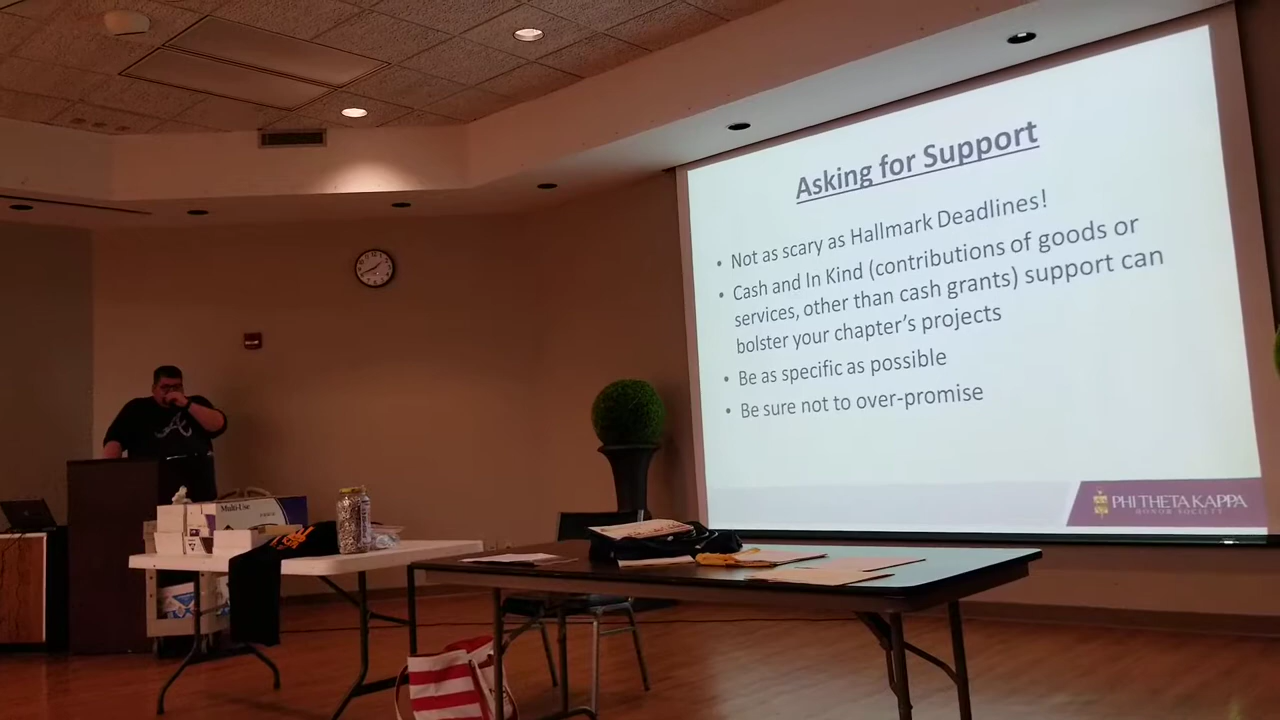 Asking for Support
• Not as scary as Hallmark Deadlines!
• Cash and In Kind (contributions of goods or
services, other than cash grants) support can
bolster your chapter's projects
• Be as specific as possible
• Be sure not to over-promise
PHI THETA KAPPA
HONOR SOCIETY
A
Multi-Use